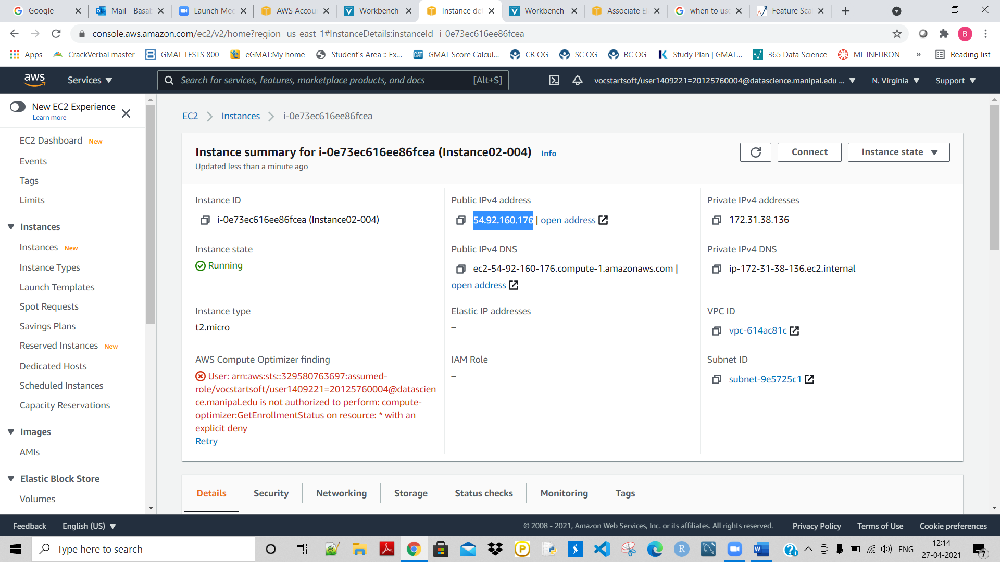 Google
Mail - Basab
Launch Mee
AWS Accou
Workbench
Instance det
Workbench
Associate El
when to use
Feature Sca
console.aws.amazon.com/ec2/v2/home?region=us-east-1#InstanceDetails:instanceId=i-0e73ec616ee86fcea
B
Apps
CrackVerbal master
GMAT TESTS 800
eGMAT:My home
Student's Area :: Ex...
CAT
GMAT Score Calcul...
CR OG
SC OG
RC OG
Study Plan | GMAT...
365 Data Science
ML INEURON
»
Reading list
aws
Services
Search for services, features, marketplace products, and docs
[Alt+S]
vocstartsoft/user1409221=20125760004@datascience.manipal.edu ...
N. Virginia
Support
New EC2 Experience
Learn more
EC2 Dashboard New
Events
Tags
Limits
Instances
Instances New
Instance Types
Launch Templates
Spot Requests
Savings Plans
Reserved Instances New
Dedicated Hosts
Scheduled Instances
Capacity Reservations
Images
AMIs
Elastic Block Store
Volumes
EC2 > Instances > i-0e73ec616ee86fcea
Instance summary for i-0e73ec616ee86fcea (Instance02-004) Info
Updated less than a minute ago
Connect
Instance state
Instance ID
i-0e73ec616ee86fcea (Instance02-004)
Public IPv4 address
54.92.160.176 | open address
Private IPv4 addresses
172.31.38.136
Instance state
Running
Public IPv4 DNS
ec2-54-92-160-176.compute-1.amazonaws.com |
open address
Private IPv4 DNS
ip-172-31-38-136.ec2.internal
Instance type
t2.micro
Elastic IP addresses
–
VPC ID
vpc-614ac81c
AWS Compute Optimizer finding
User: arn:aws:sts::329580763697:assumed-
role/vocstartsoft/user1409221=20125760004@datascien
ce.manipal.edu is not authorized to perform: compute-
optimizer:GetEnrollmentStatus on resource: * with an
explicit deny
Retry
IAM Role
–
Subnet ID
subnet-9e5725c1
Details
Security
Networking
Storage
Status checks
Monitoring
Tags
Feedback
English (US)
© 2008 - 2021, Amazon Web Services, Inc. or its affiliates. All rights reserved.
Privacy Policy
Terms of Use
Cookie preferences
Type here to search
ENG
12:14
27-04-2021
7